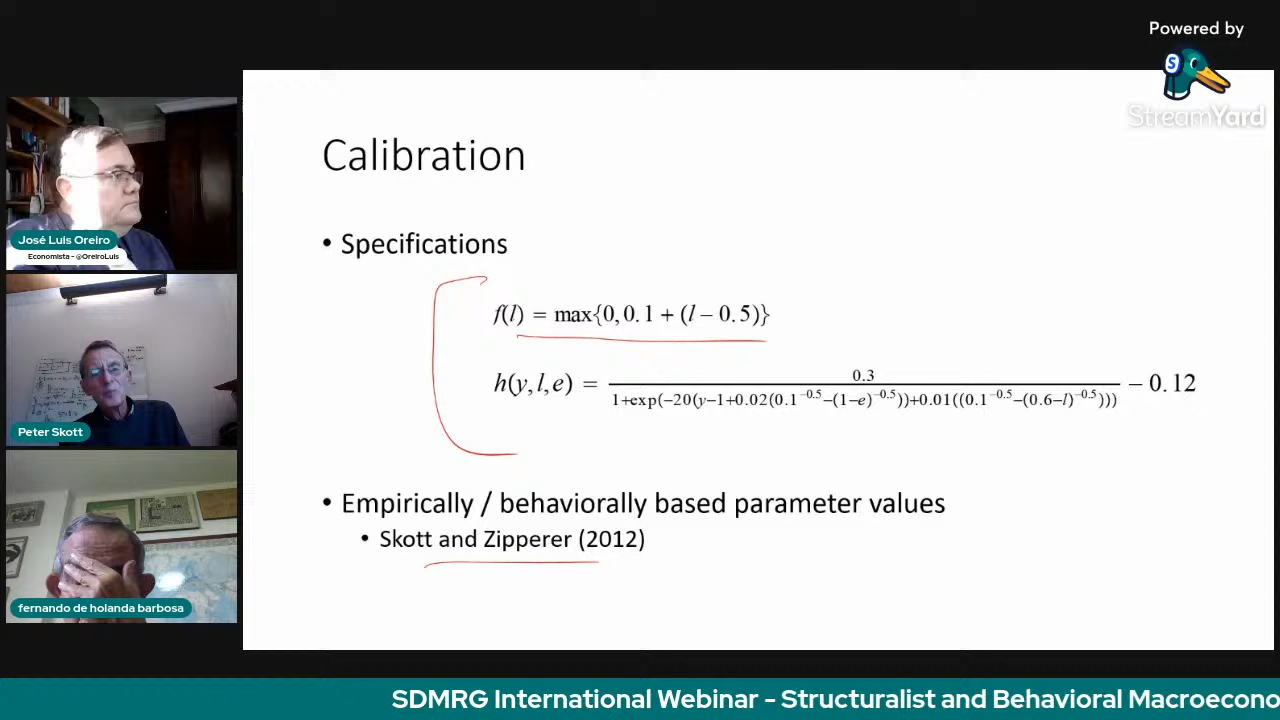 Powered by
StreamYard
Calibration
José Luis Oreiro
Economista - @OreiroLuis
• Specifications
f(l) = max{0, 0.1 + (l − 0.5)}
h(y, l, e) = 0.3 / 1+exp(−20(y−1+0.02(0.1^−0.5−(1−e)^−0.5))+0.01((0.1^−0.5−(0.6−l)^−0.5))) − 0.12
Peter Skott
• Empirically / behaviorally based parameter values
• Skott and Zipperer (2012)
fernando de holanda barbosa
SDMRG International Webinar - Structuralist and Behavioral Macroecono